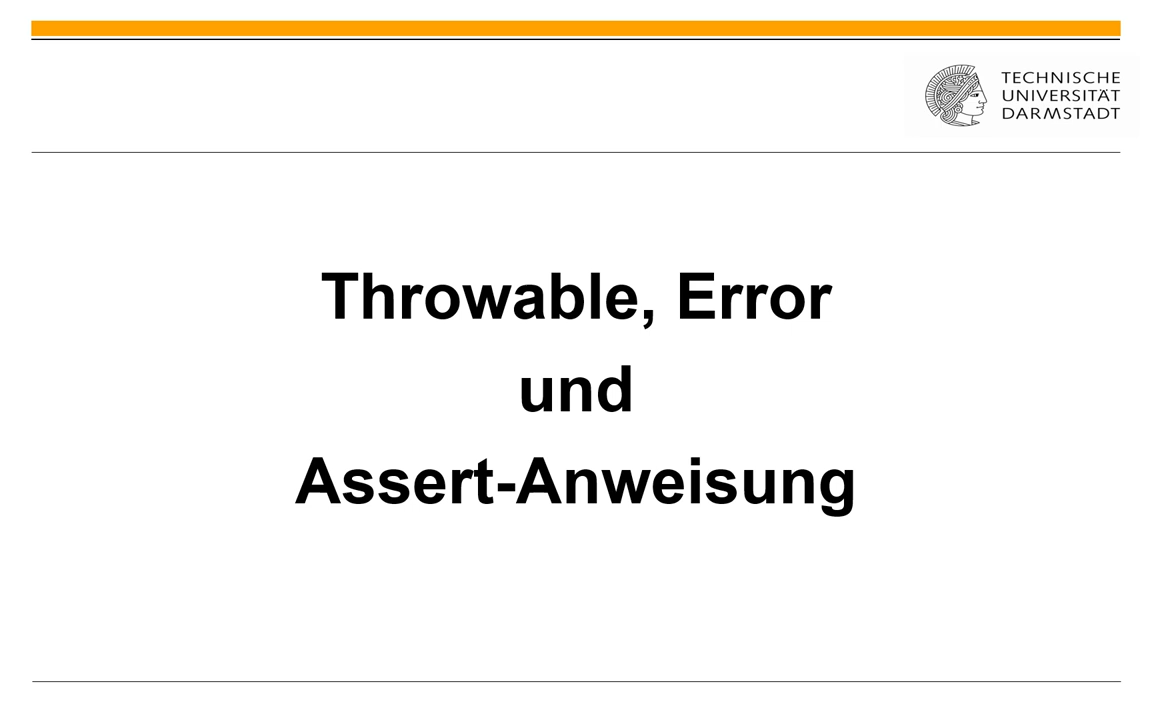 TECHNISCHE
UNIVERSITÄT
DARMSTADT
Throwable, Error
und
Assert-Anweisung